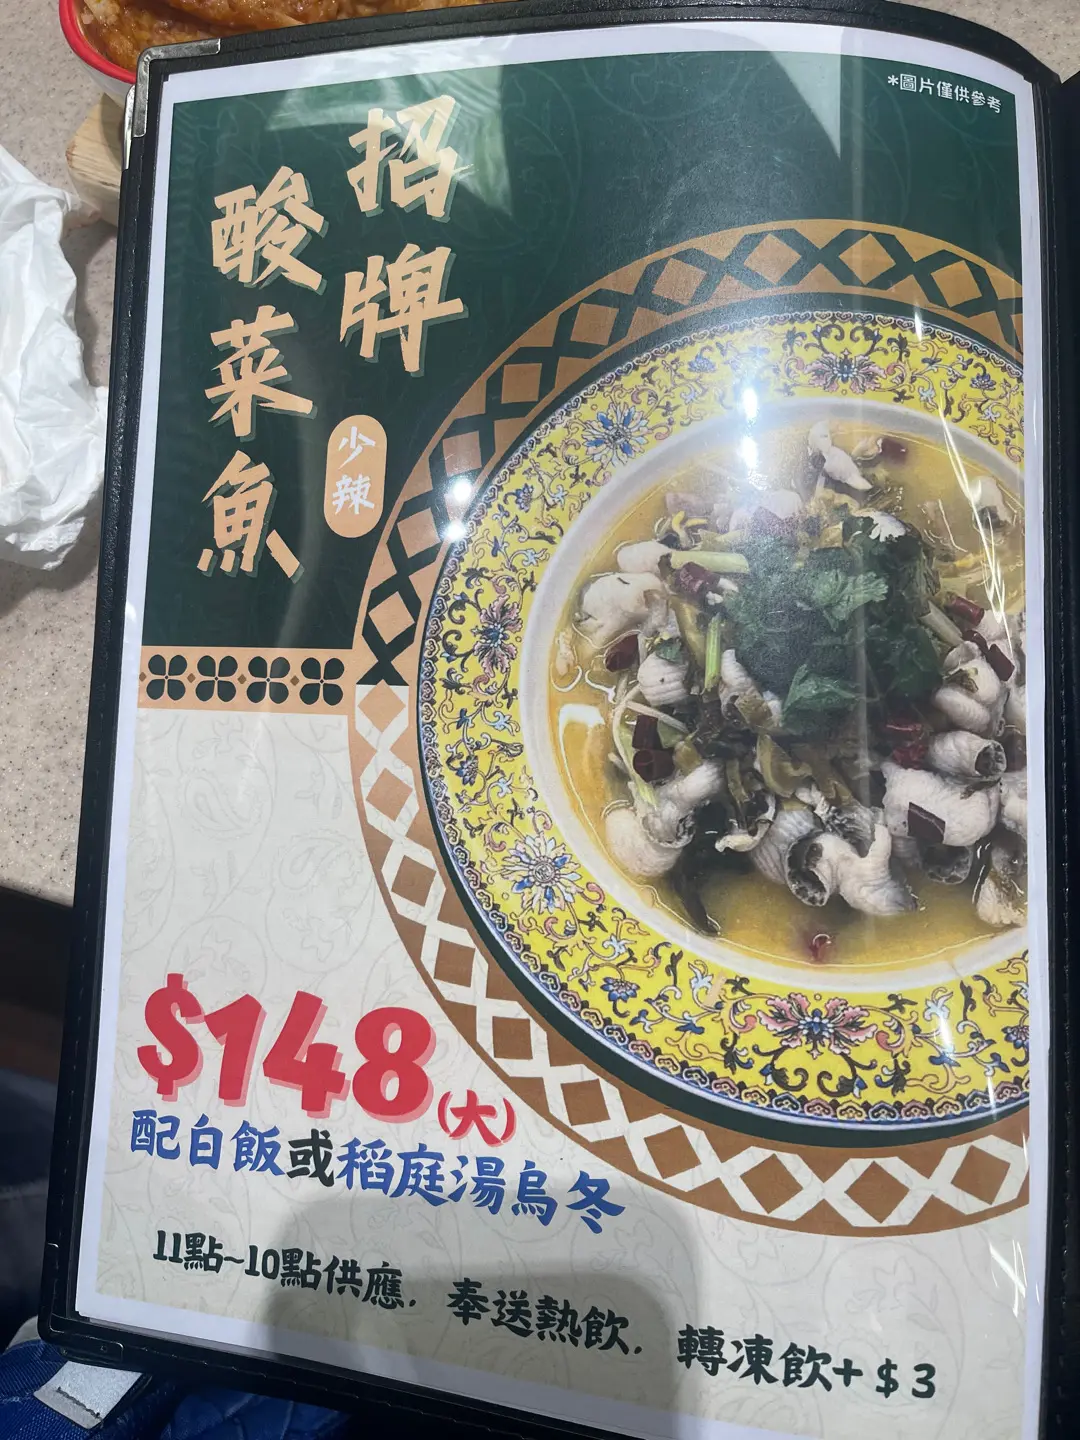 *圖片僅供參考
招牌
酸菜魚
少辣
$148(大)
配白飯或稻庭湯烏冬
11點~10點供應. 奉送熱飲. 轉凍飲+$3